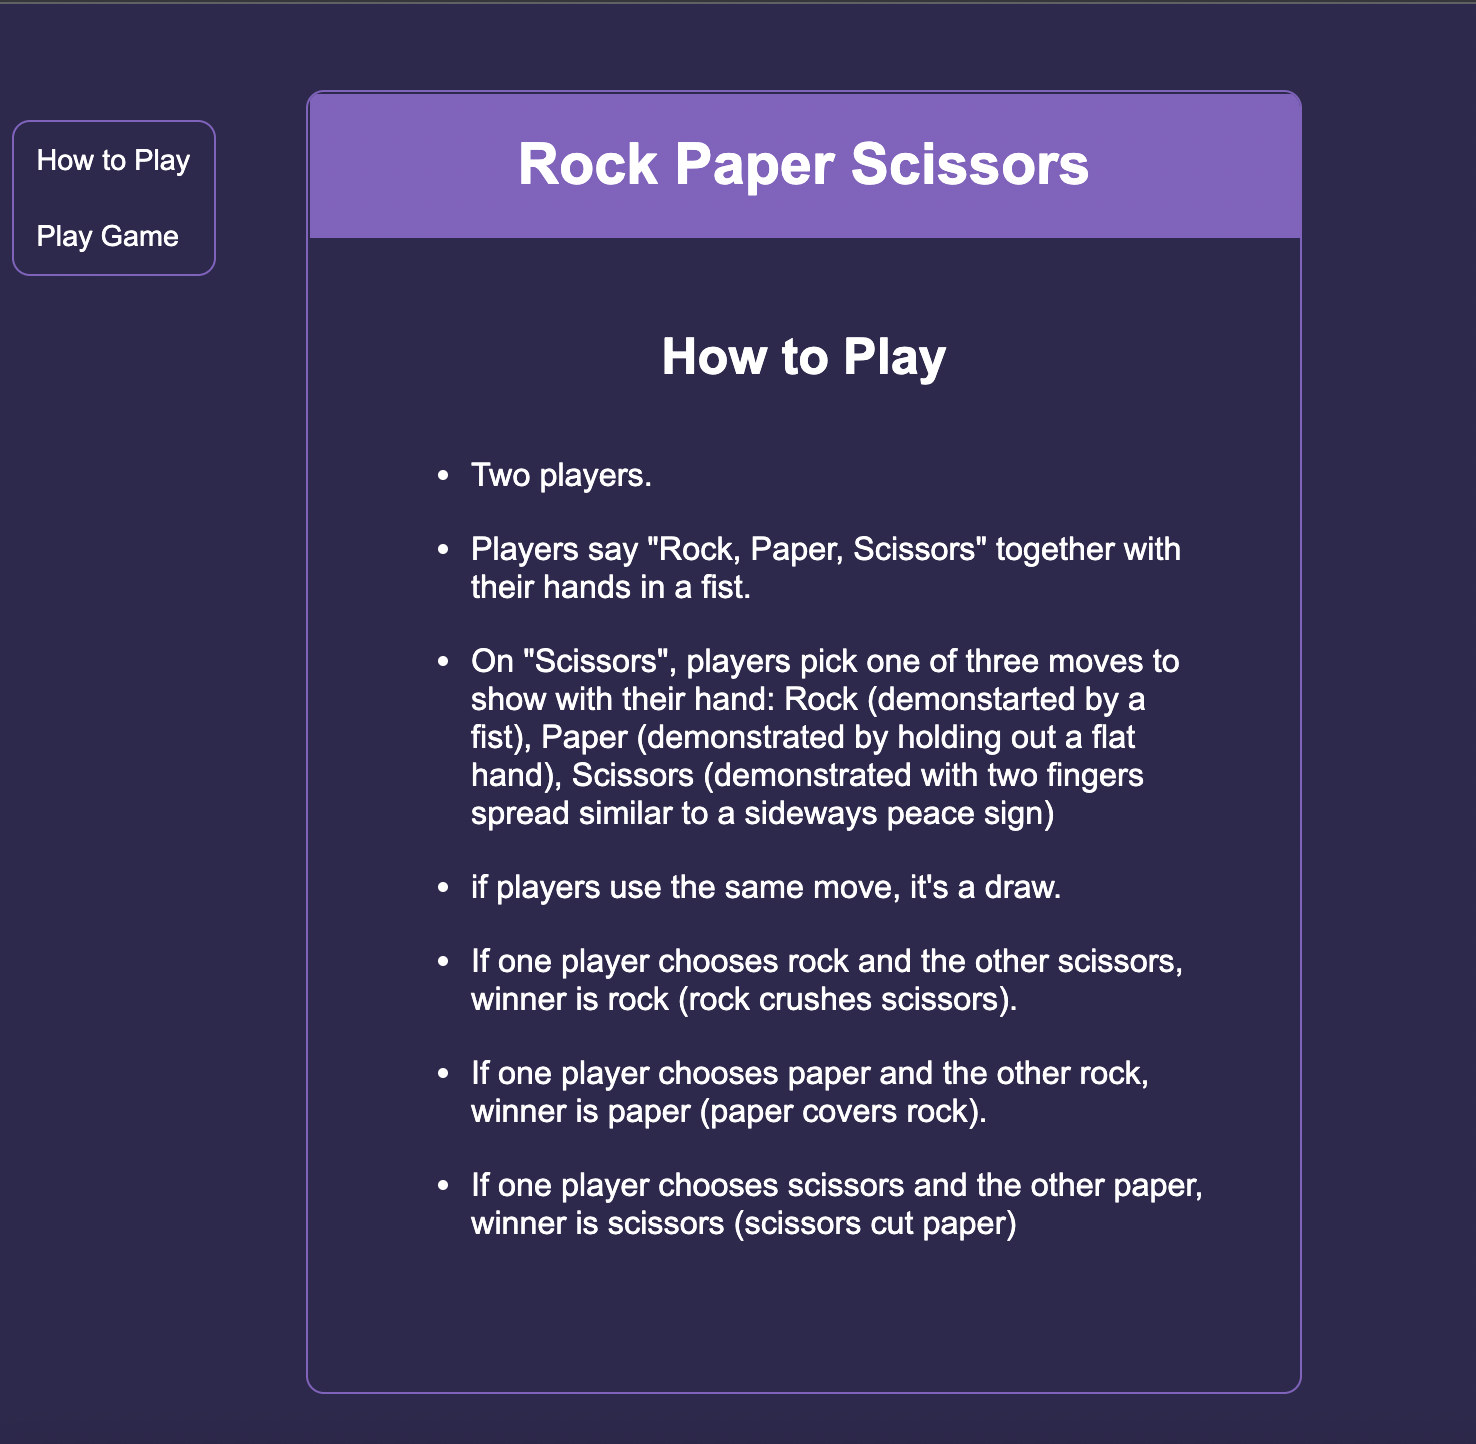 How to Play
Play Game
Rock Paper Scissors
How to Play
Two players.
Players say "Rock, Paper, Scissors" together with
their hands in a fist.
On "Scissors", players pick one of three moves to
show with their hand: Rock (demonstarted by a
fist), Paper (demonstrated by holding out a flat
hand), Scissors (demonstrated with two fingers
spread similar to a sideways peace sign)
if players use the same move, it's a draw.
If one player chooses rock and the other scissors,
winner is rock (rock crushes scissors).
If one player chooses paper and the other rock,
winner is paper (paper covers rock).
If one player chooses scissors and the other paper,
winner is scissors (scissors cut paper)